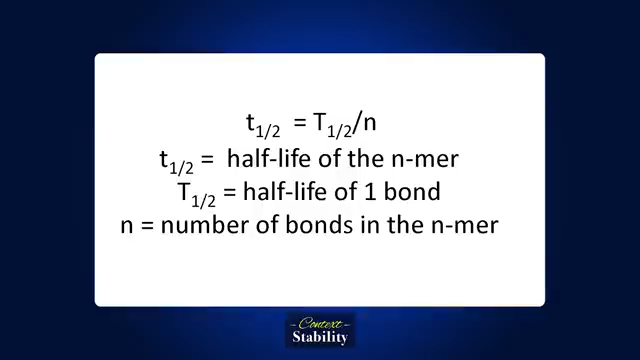 t1/2 = T1/2/n
t1/2 = half-life of the n-mer
T1/2 = half-life of 1 bond
n = number of bonds in the n-mer
– Context –
Stability